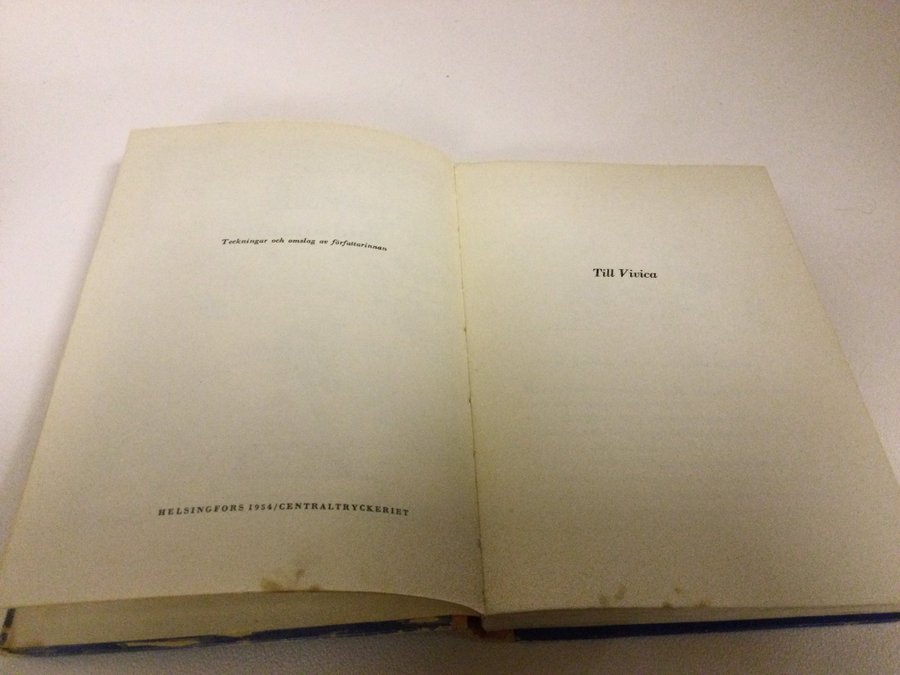 Teckningar och omslag av författarinnan
HELSINGFORS 1954/CENTRALTRYCKERIET
Till Vivica